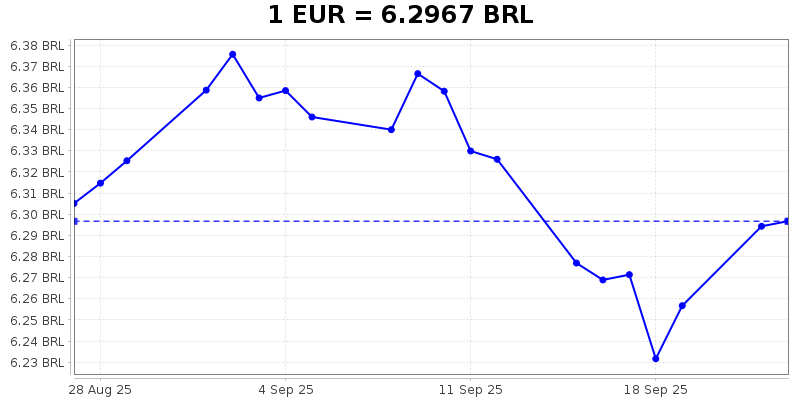 1 EUR = 6.2967 BRL
6.38 BRL
6.37 BRL
6.36 BRL
6.35 BRL
6.34 BRL
6.33 BRL
6.32 BRL
6.31 BRL
6.30 BRL
6.29 BRL
6.28 BRL
6.27 BRL
6.26 BRL
6.25 BRL
6.24 BRL
6.23 BRL
28 Aug 25 4 Sep 25 11 Sep 25 18 Sep 25